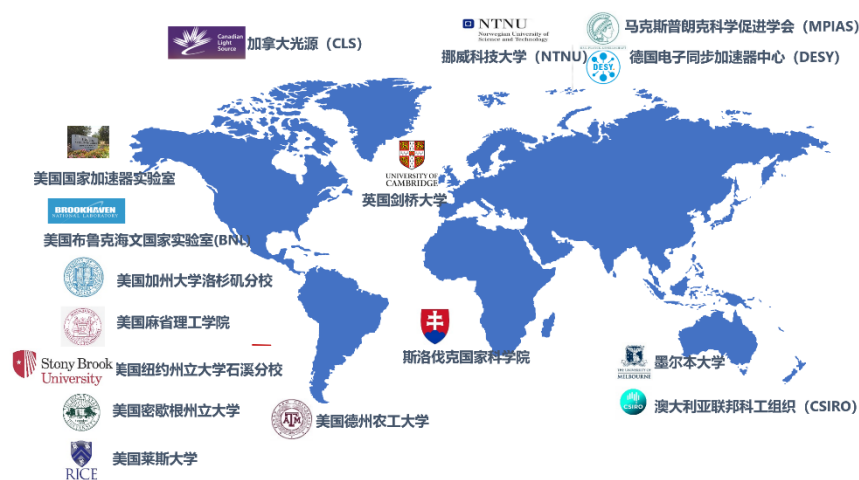 Canadian
Light
Source
加拿大光源（CLS）
NTNU
Norwegian University of
Science and Technology
挪威科技大学（NTNU）
马克斯普朗克科学促进学会（MPIAS）
DESY
德国电子同步加速器中心（DESY）
美国国家加速器实验室
UNIVERSITY OF
CAMBRIDGE
英国剑桥大学
BROOKHAVEN
NATIONAL LABORATORY
美国布鲁克海文国家实验室(BNL)
美国加州大学洛杉矶分校
美国麻省理工学院
Stony Brook
University
美国纽约州立大学石溪分校
美国密歇根州立大学
ATM
美国德州农工大学
RICE
美国莱斯大学
斯洛伐克国家科学院
THE UNIVERSITY OF
MELBOURNE
墨尔本大学
CSIRO
澳大利亚联邦科工组织（CSIRO）